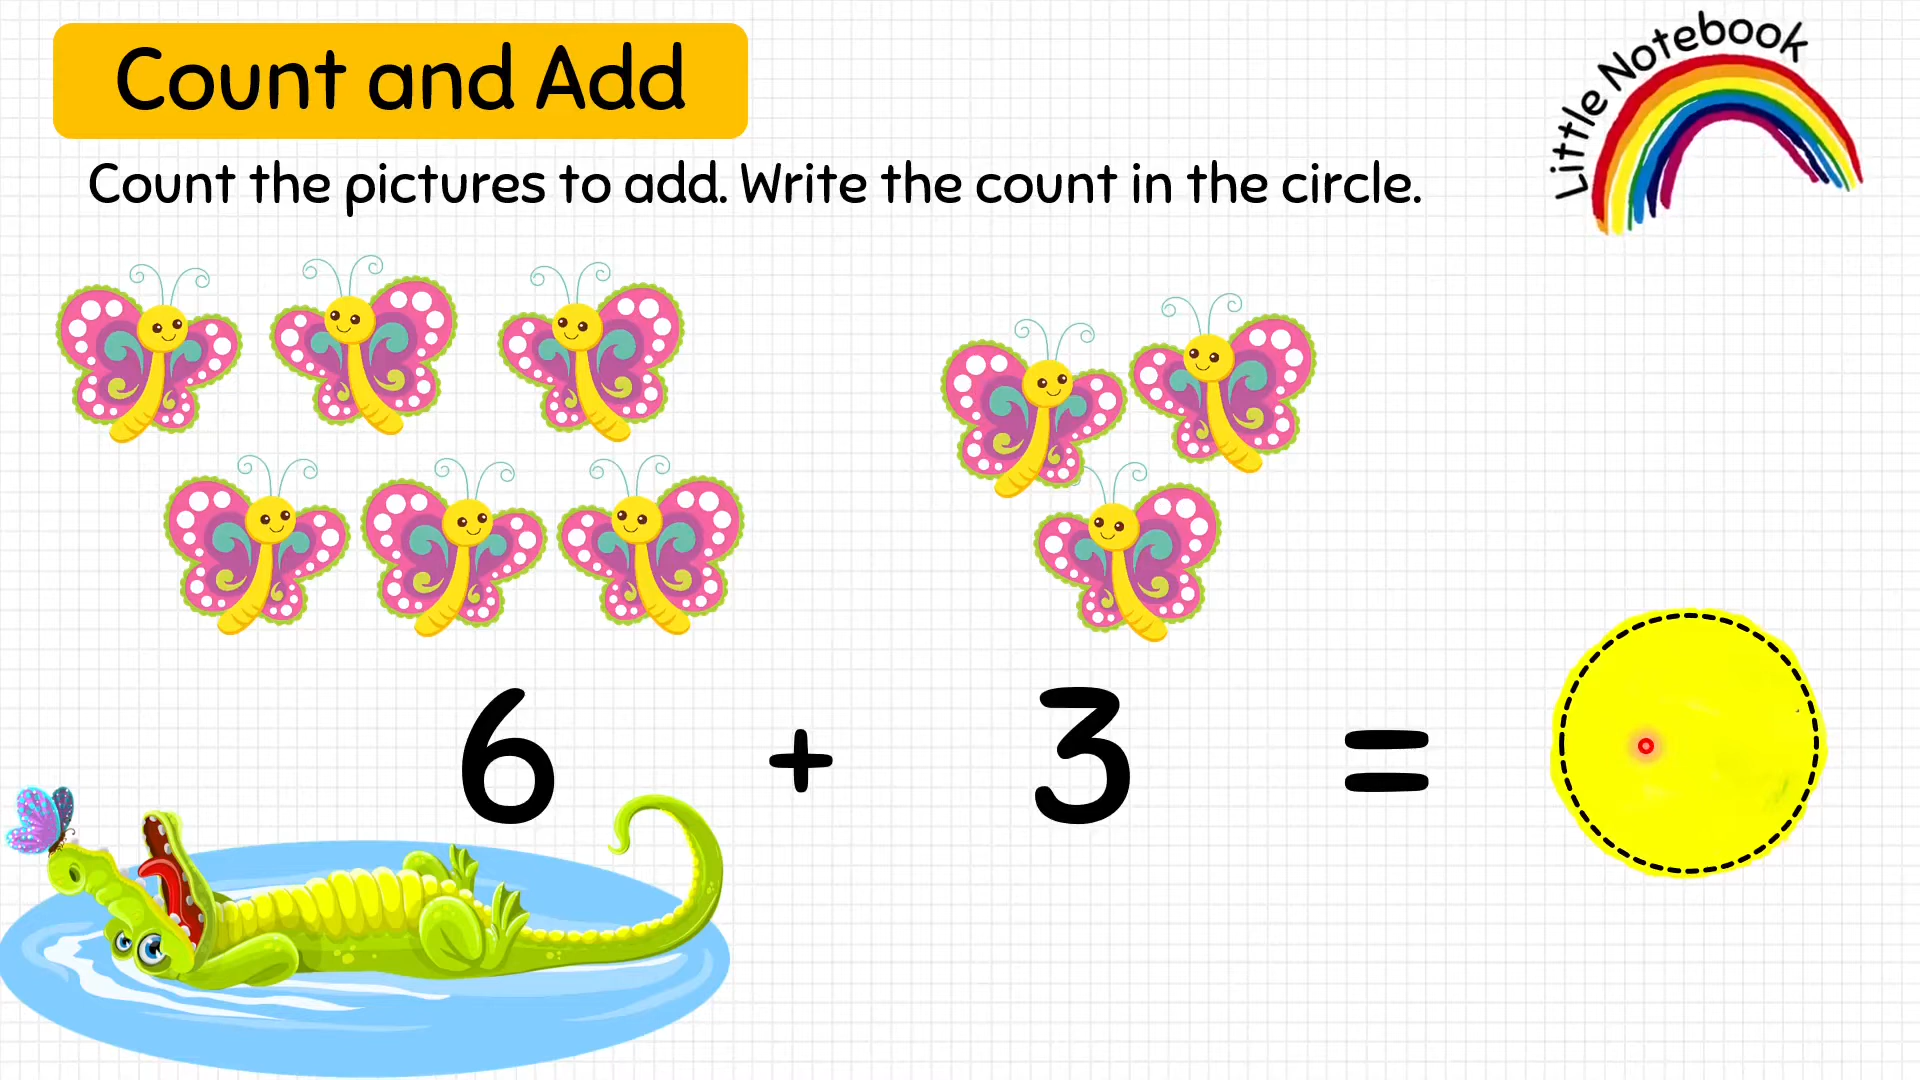 Count and Add
Little Notebook
Count the pictures to add. Write the count in the circle.
6 + 3 =